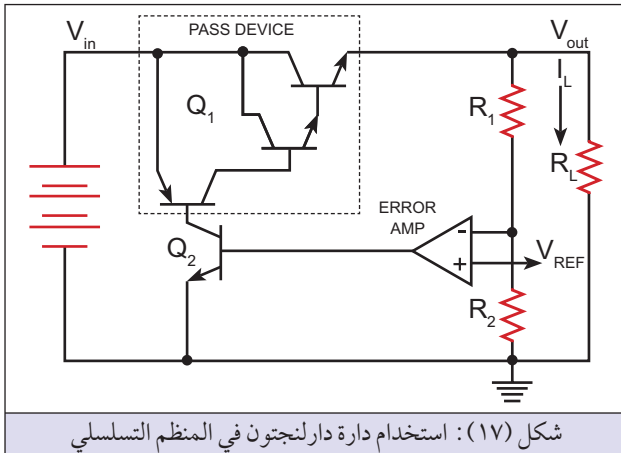 PASS DEVICE
V_in
V_out
Q_1
I_L
R_1
R_L
ERROR
AMP
-
+
Q_2
V_REF
R_2
شكل (١٧): استخدام دارة دارلنجتون في المنظم التسلسلي